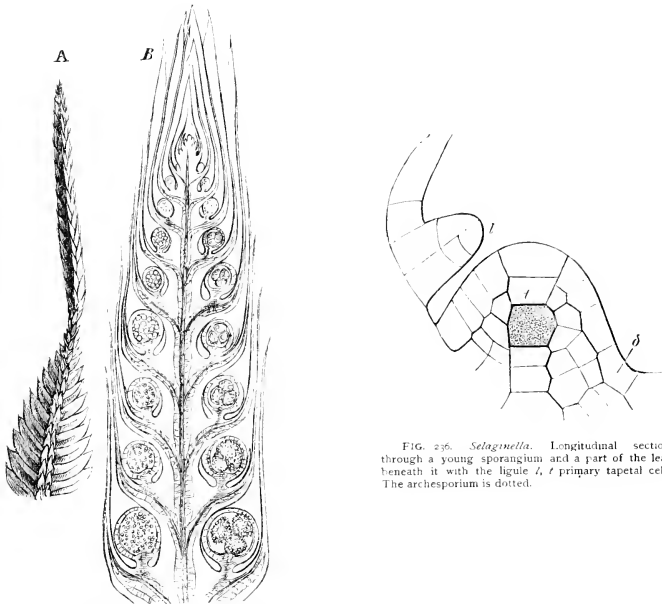 A
B
l
t
δ
FIG. 236. Selaginella. Longitudinal sectio
through a young sporangium and a part of the lea
beneath it with the ligule l, t primary tapetal cel
The archesporium is dotted.